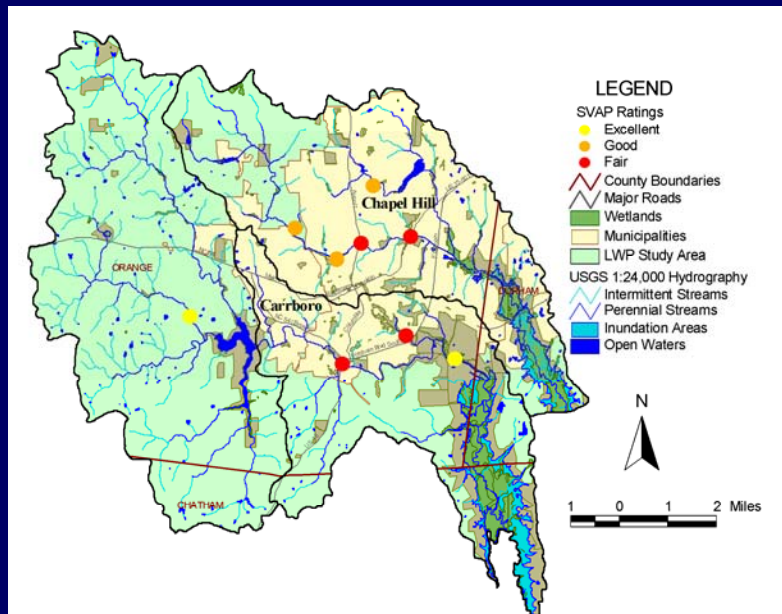 LEGEND
SVAP Ratings
Excellent
Good
Fair
County Boundaries
Major Roads
Wetlands
Municipalities
LWP Study Area
USGS 1:24,000 Hydrography
Intermittent Streams
Perennial Streams
Inundation Areas
Open Waters
Chapel Hill
ORANGE
DURHAM
Carrboro
CHATHAM
N
1 0 1 2 Miles